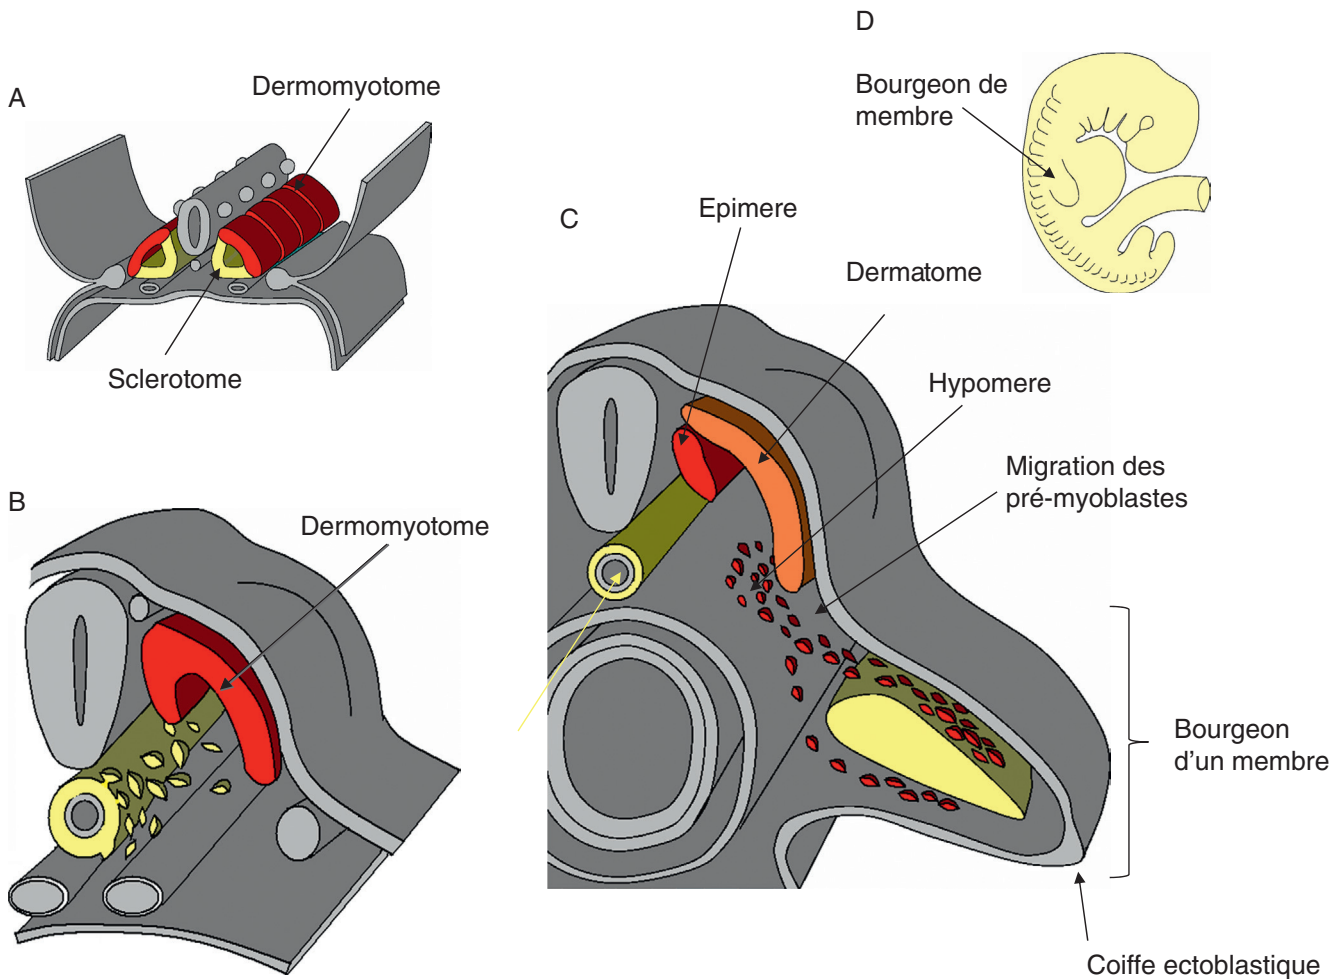 A
Dermomyotome
Sclerotome
B
Dermomyotome
C
Epimere
Dermatome
Hypomere
Migration des
pré-myoblastes
Bourgeon
d'un membre
Coiffe ectoblastique
D
Bourgeon de
membre